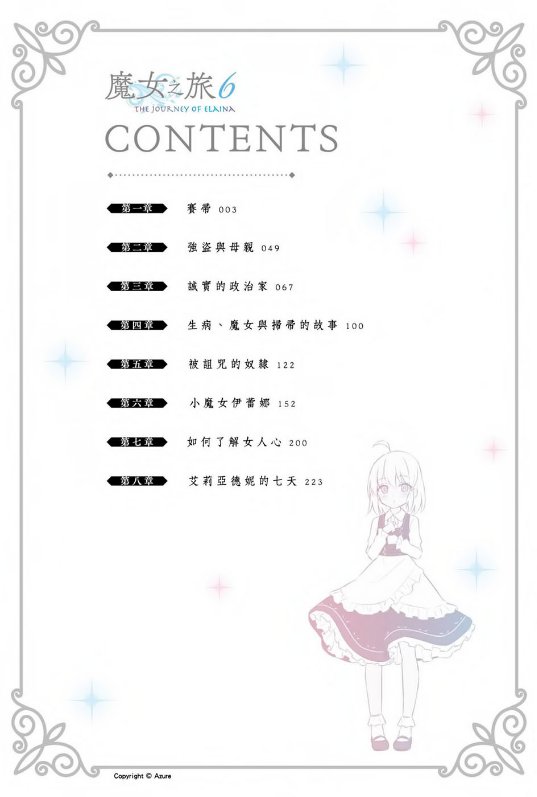 魔女之旅6
THE JOURNEY OF ELAINA
CONTENTS
第一章 賽帚 003
第二章 強盜與母親 049
第三章 誠實的政治家 067
第四章 生病、魔女與掃帚的故事 100
第五章 被詛咒的奴隸 122
第六章 小魔女伊蕾娜 152
第七章 如何了解女人心 200
第八章 艾莉亞德妮的七天 223
Copyright © Azure